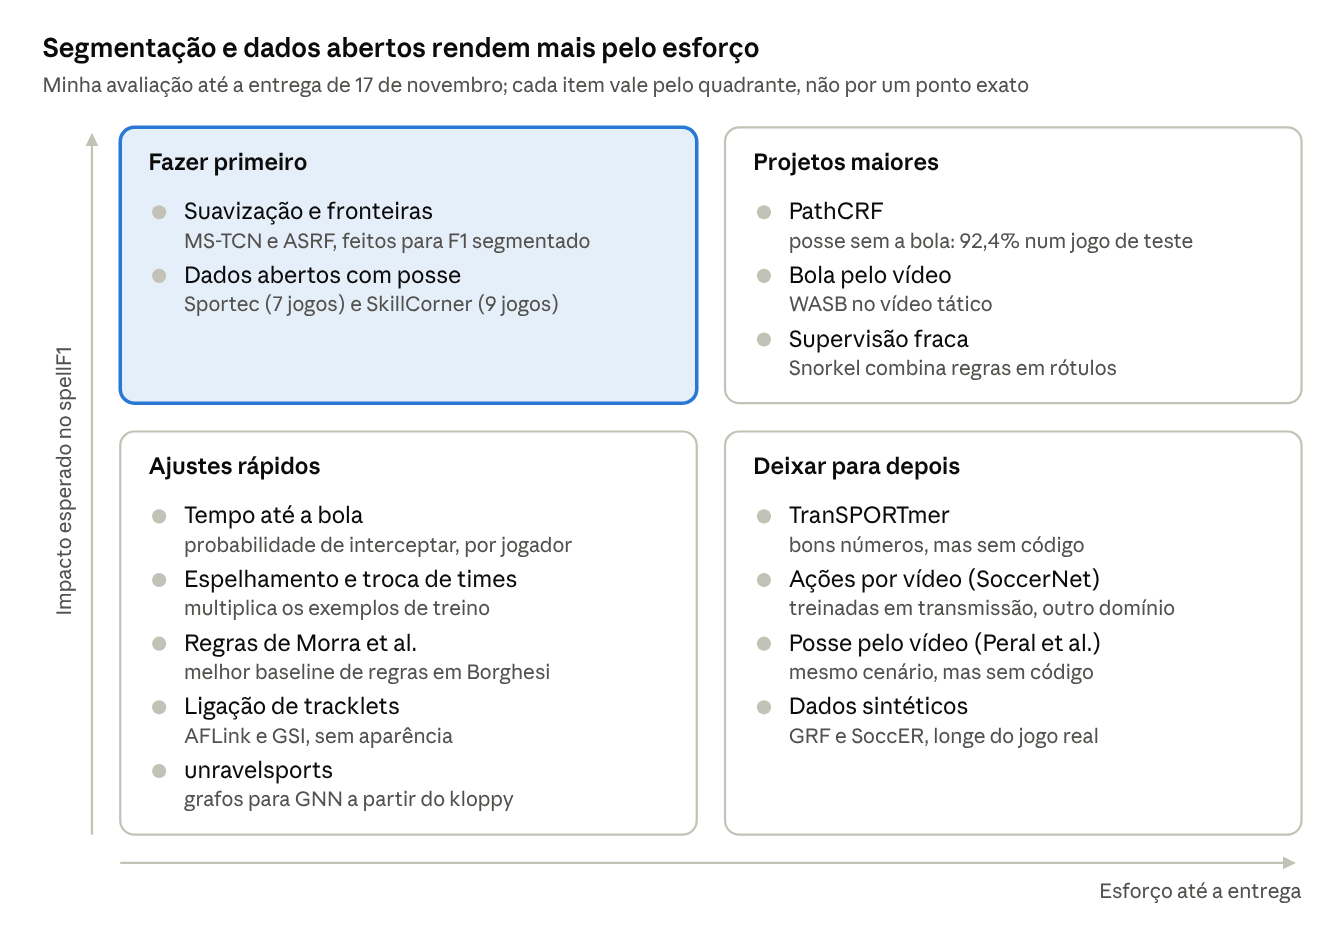 Segmentação e dados abertos rendem mais pelo esforço
Minha avaliação até a entrega de 17 de novembro; cada item vale pelo quadrante, não por um ponto exato
Impacto esperado no spellF1
Fazer primeiro
Suavização e fronteiras
MS-TCN e ASRF, feitos para F1 segmentado
Dados abertos com posse
Sportec (7 jogos) e SkillCorner (9 jogos)
Projetos maiores
PathCRF
posse sem a bola: 92,4% num jogo de teste
Bola pelo vídeo
WASB no vídeo tático
Supervisão fraca
Snorkel combina regras em rótulos
Ajustes rápidos
Tempo até a bola
probabilidade de interceptar, por jogador
Espelhamento e troca de times
multiplica os exemplos de treino
Regras de Morra et al.
melhor baseline de regras em Borghesi
Ligação de tracklets
AFLink e GSI, sem aparência
unravelsports
grafos para GNN a partir do kloppy
Deixar para depois
TranSPORTmer
bons números, mas sem código
Ações por vídeo (SoccerNet)
treinadas em transmissão, outro domínio
Posse pelo vídeo (Peral et al.)
mesmo cenário, mas sem código
Dados sintéticos
GRF e SoccER, longe do jogo real
Esforço até a entrega